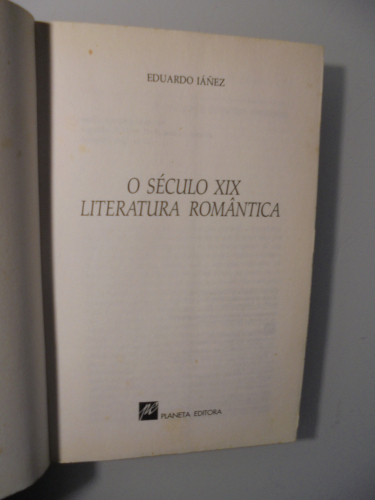 EDUARDO IÁÑEZ
O SÉCULO XIX
LITERATURA ROMÂNTICA
PLANETA EDITORA